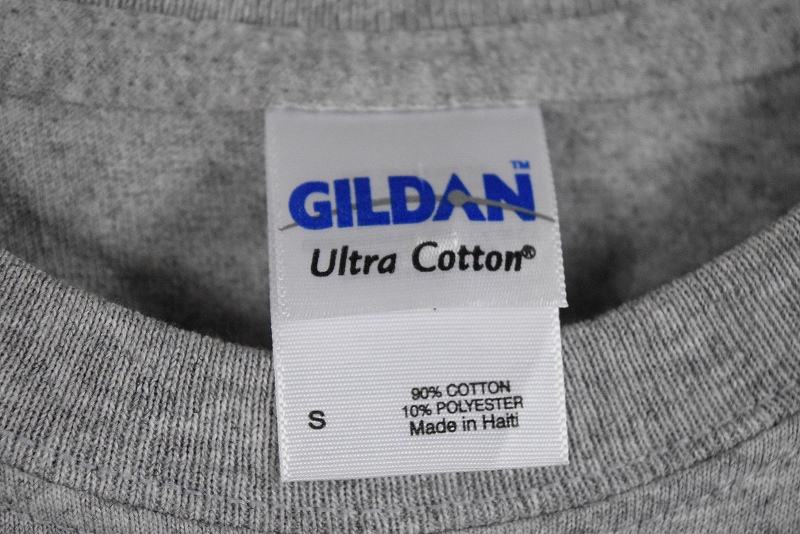 GILDAN™
Ultra Cotton®
S
90% COTTON
10% POLYESTER
Made in Haiti